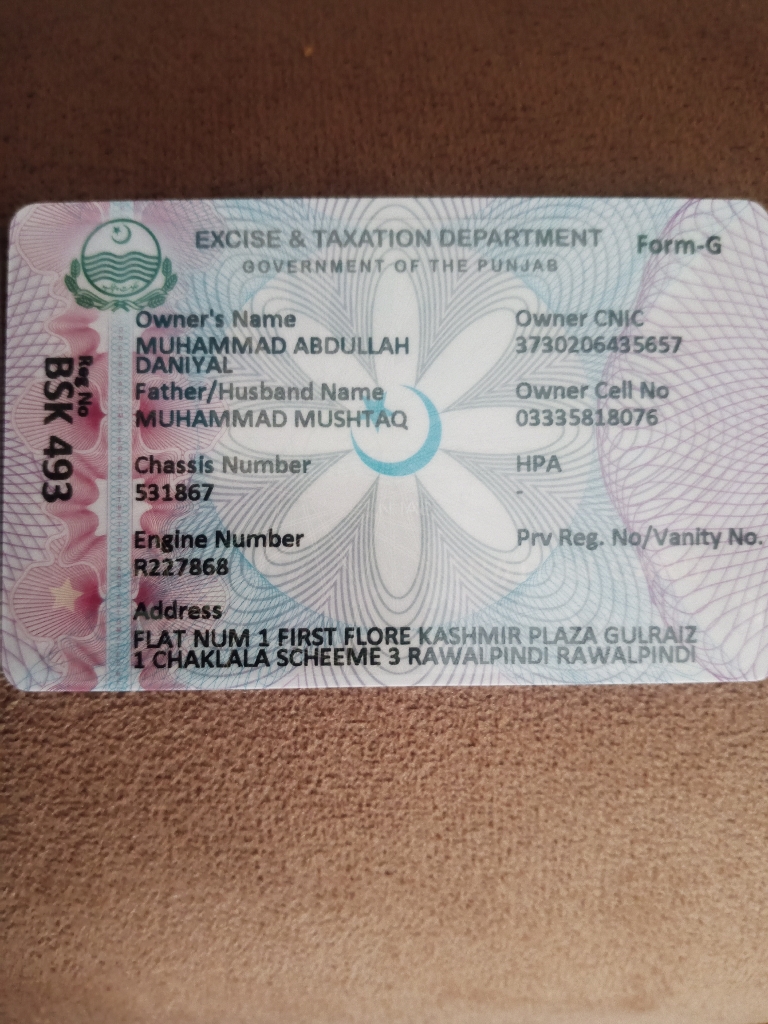 EXCISE & TAXATION DEPARTMENT
GOVERNMENT OF THE PUNJAB
Form-G
Reg No
BSK 493
Owner's Name
MUHAMMAD ABDULLAH
DANIYAL
Owner CNIC
3730206435657
Father/Husband Name
MUHAMMAD MUSHTAQ
Owner Cell No
03335818076
Chassis Number
531867
HPA
-
Engine Number
R227868
Prv Reg. No/Vanity No.
Address
FLAT NUM 1 FIRST FLORE KASHMIR PLAZA GULRAIZ
1 CHAKLALA SCHEEME 3 RAWALPINDI RAWALPINDI